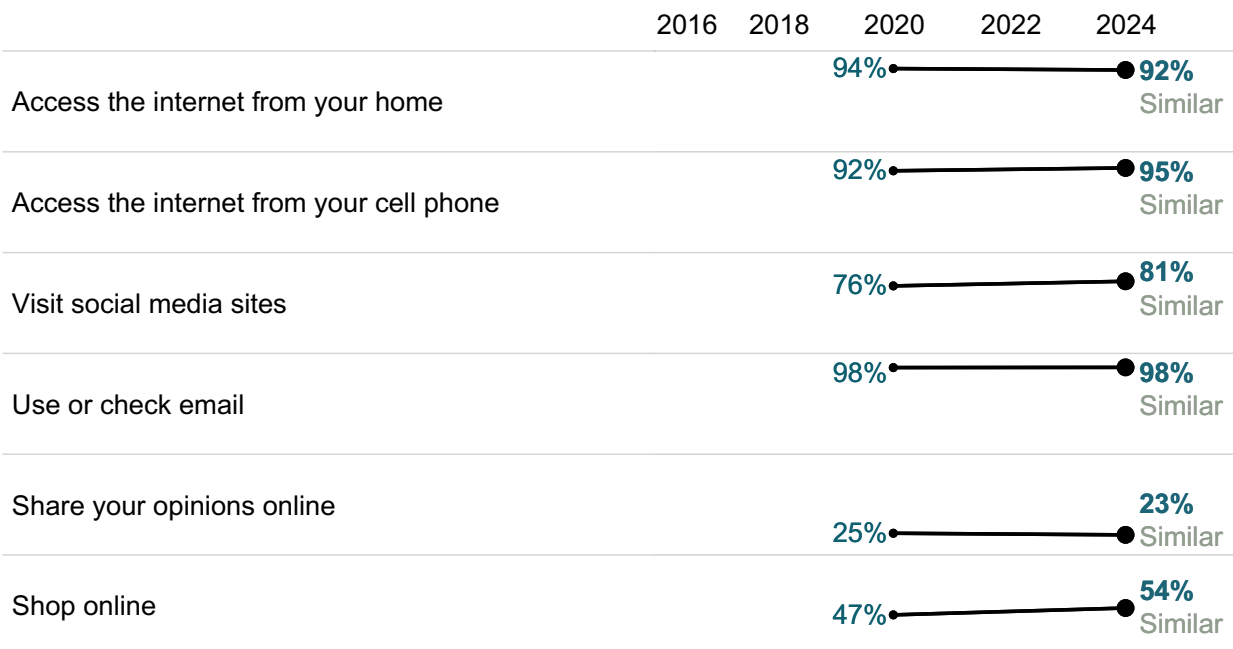 2016 2018 2020 2022 2024
94% 92%
Access the internet from your home Similar
92% 95%
Access the internet from your cell phone Similar
76% 81%
Visit social media sites Similar
98% 98%
Use or check email Similar
Share your opinions online 23%
25% Similar
Shop online 54%
47% Similar